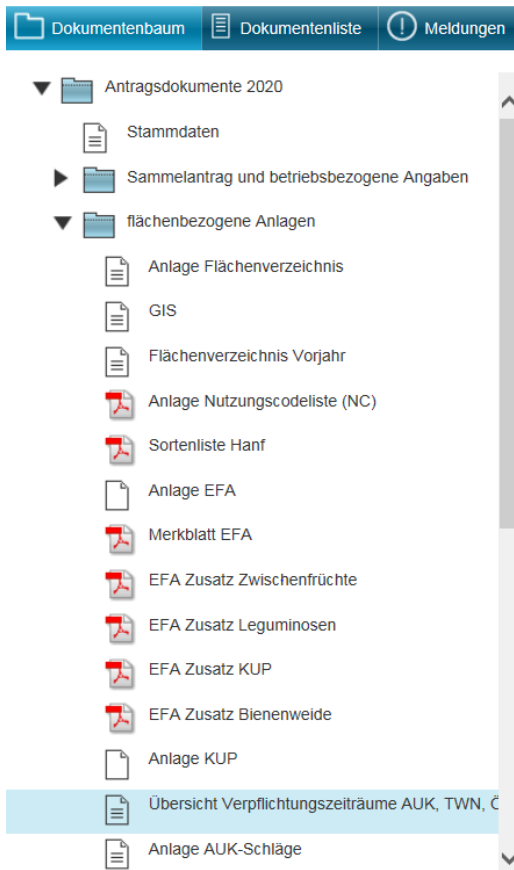 Dokumentenbaum Dokumentenliste Meldungen
Antragsdokumente 2020
Stammdaten
Sammelantrag und betriebsbezogene Angaben
flächenbezogene Anlagen
Anlage Flächenverzeichnis
GIS
Flächenverzeichnis Vorjahr
Anlage Nutzungscodeliste (NC)
Sortenliste Hanf
Anlage EFA
Merkblatt EFA
EFA Zusatz Zwischenfrüchte
EFA Zusatz Leguminosen
EFA Zusatz KUP
EFA Zusatz Bienenweide
Anlage KUP
Übersicht Verpflichtungszeiträume AUK, TWN,
Anlage AUK-Schläge